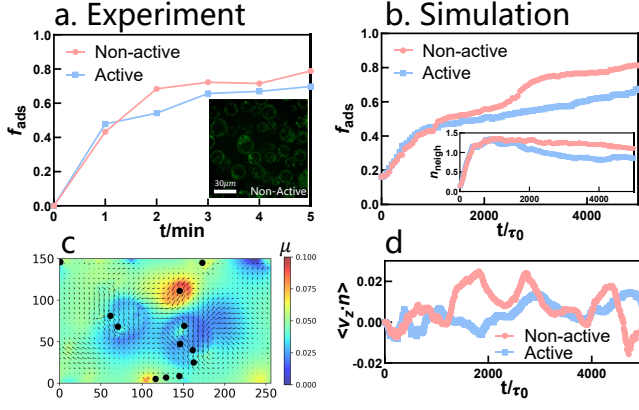 a. Experiment
b. Simulation
1.0
0.8
0.6
0.4
0.2
0.0
f_ads
Non-active
Active
30μm
Non-Active
0 1 2 3 4 5
t/min
1.0
0.8
0.6
0.4
0.2
0.0
f_ads
Non-active
Active
1.5
1.0
0.5
0.0
n_neigh
0 2000 4000
0 2000 4000
t/τ₀
c
μ
150
125
100
75
50
25
0
0 50 100 150 200 250
0.100
0.075
0.050
0.025
0.000
d
0.02
0.00
-0.02
<v_z·n>
Non-active
Active
0 2000 4000
t/τ₀